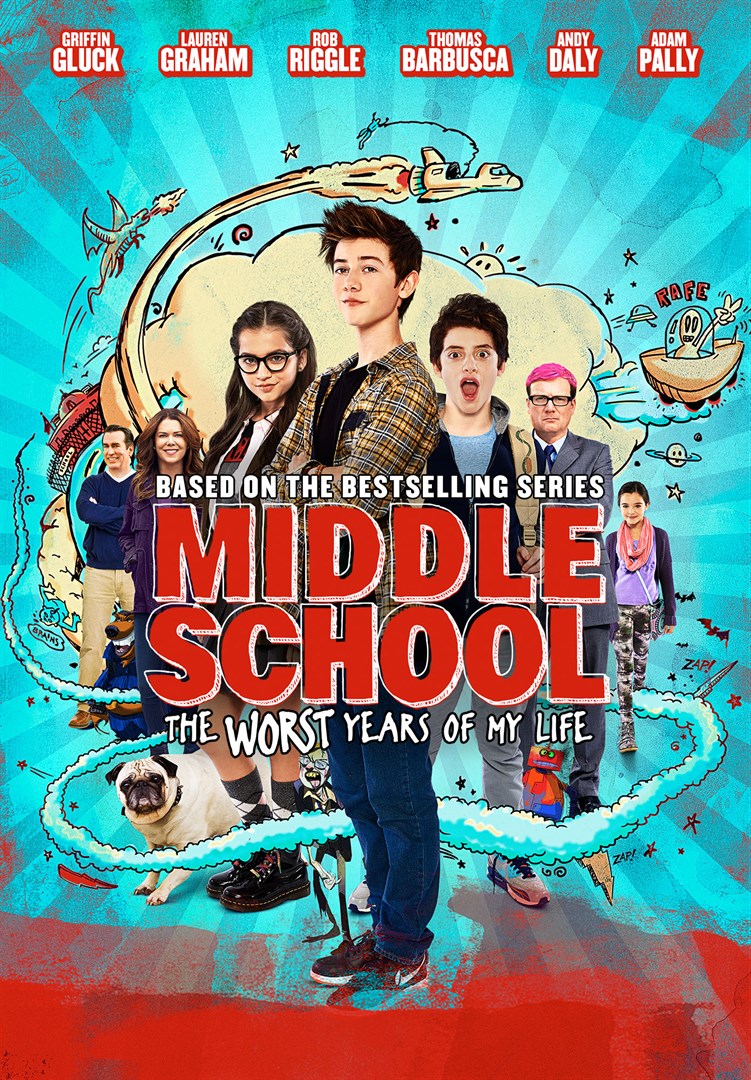 GRIFFIN GLUCK
LAUREN GRAHAM
ROB RIGGLE
THOMAS BARBUSCA
ANDY DALY
ADAM PALLY
RAFE
BASED ON THE BESTSELLING SERIES
MIDDLE
SCHOOL
THE WORST YEARS OF MY LIFE
BRAINS
ZAP!
ZAP!